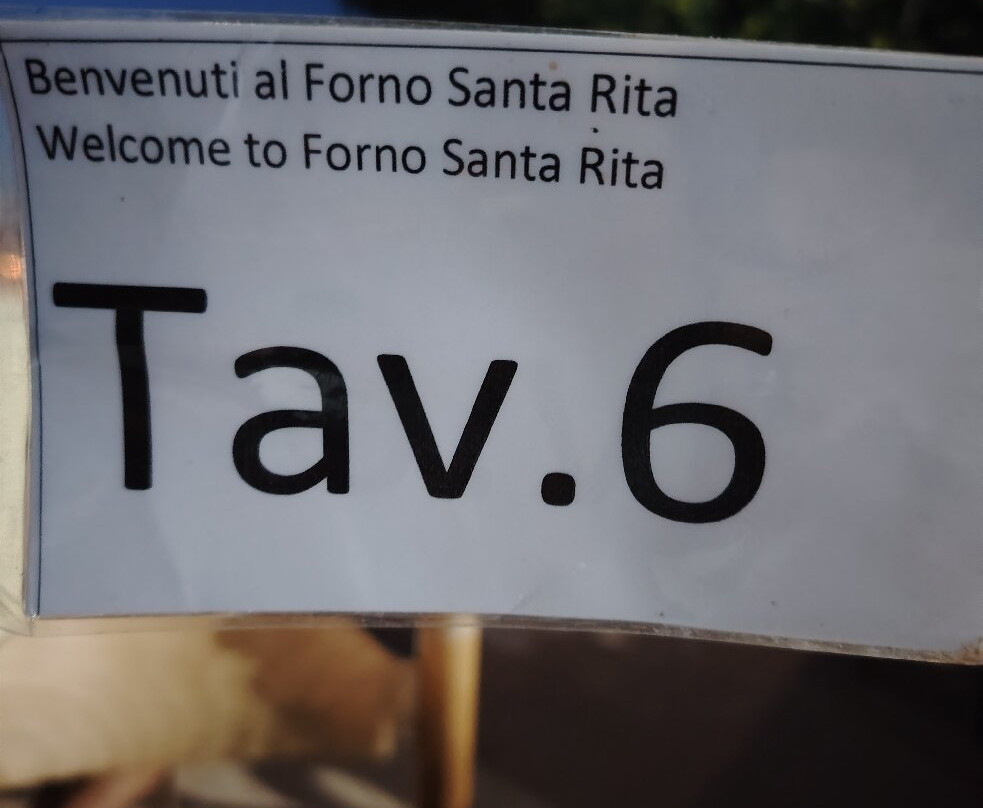 Benvenuti al Forno Santa Rita
Welcome to Forno Santa Rita
Tav.6